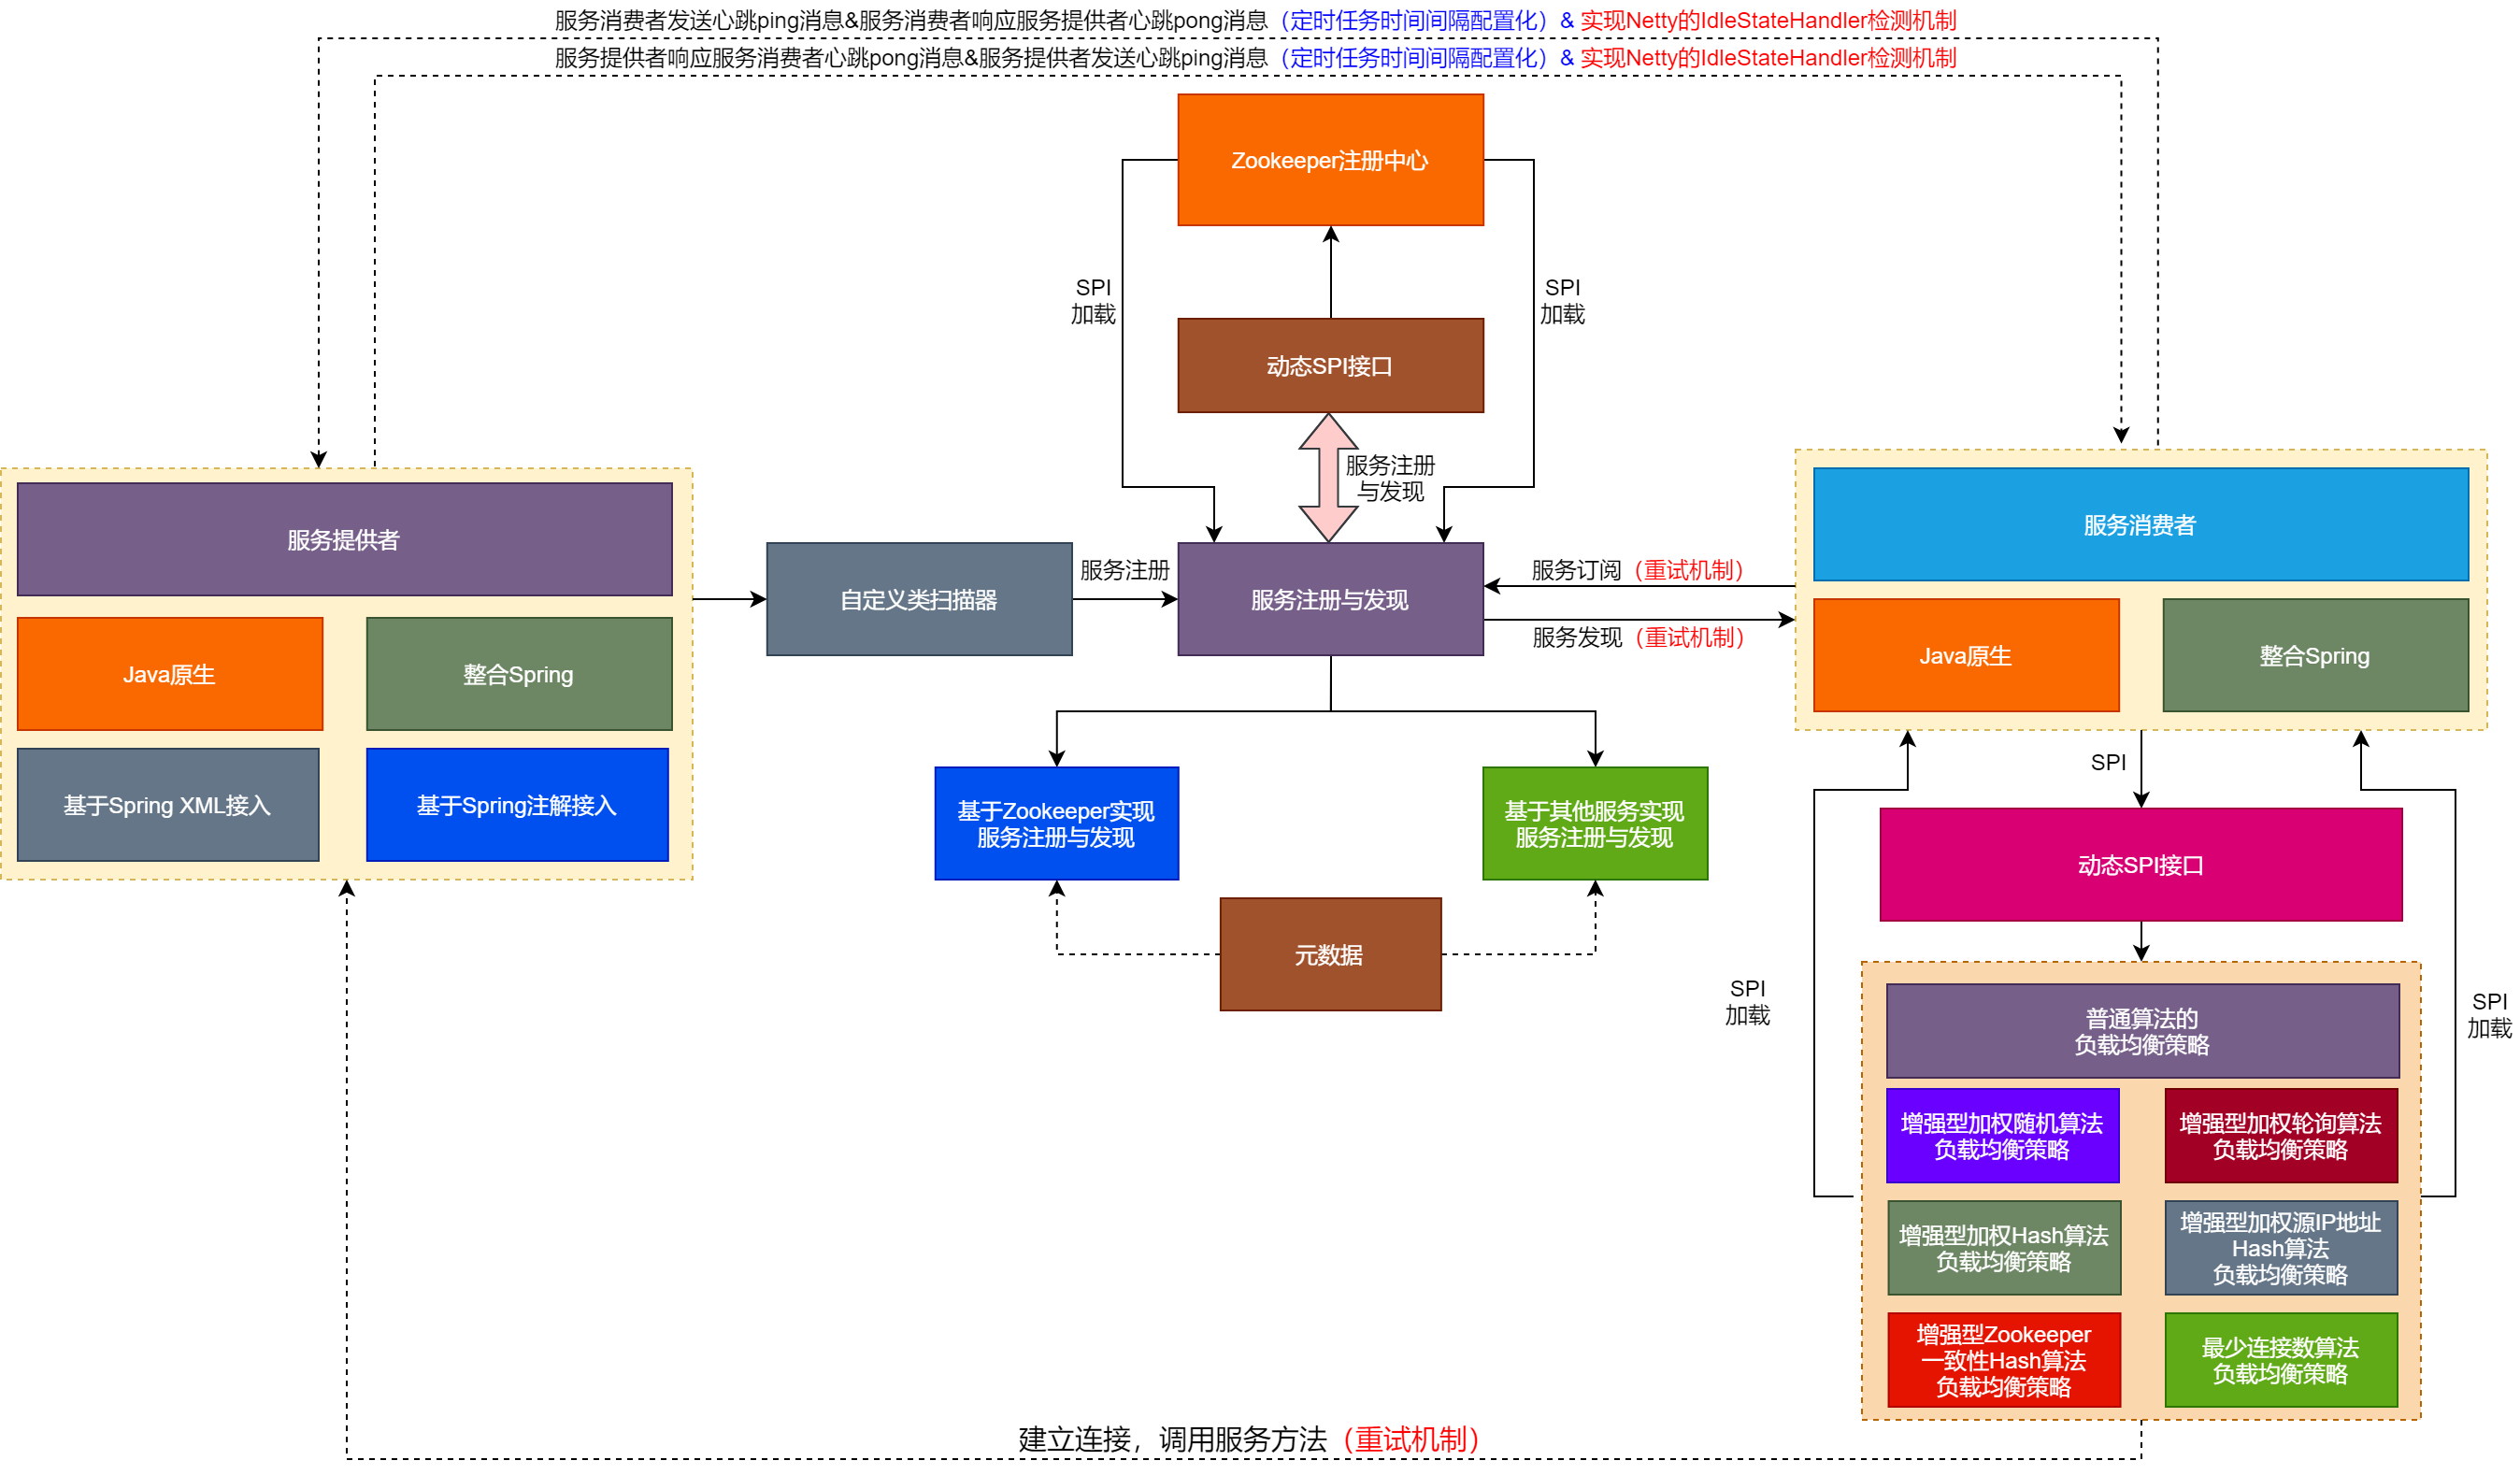 服务消费者发送心跳ping消息&服务消费者响应服务提供者心跳pong消息（定时任务时间间隔配置化）& 实现Netty的IdleStateHandler检测机制
服务提供者响应服务消费者心跳pong消息&服务提供者发送心跳ping消息（定时任务时间间隔配置化）& 实现Netty的IdleStateHandler检测机制
Zookeeper注册中心
SPI
加载
SPI
加载
动态SPI接口
服务注册
与发现
服务提供者
Java原生
整合Spring
基于Spring XML接入
基于Spring注解接入
自定义类扫描器
服务注册
服务注册与发现
服务订阅（重试机制）
服务发现（重试机制）
服务消费者
Java原生
整合Spring
基于Zookeeper实现
服务注册与发现
基于其他服务实现
服务注册与发现
元数据
SPI
动态SPI接口
SPI
加载
SPI
加载
普通算法的
负载均衡策略
增强型加权随机算法
负载均衡策略
增强型加权轮询算法
负载均衡策略
增强型加权Hash算法
负载均衡策略
增强型加权源IP地址
Hash算法
负载均衡策略
增强型Zookeeper
一致性Hash算法
负载均衡策略
最少连接数算法
负载均衡策略
建立连接，调用服务方法（重试机制）